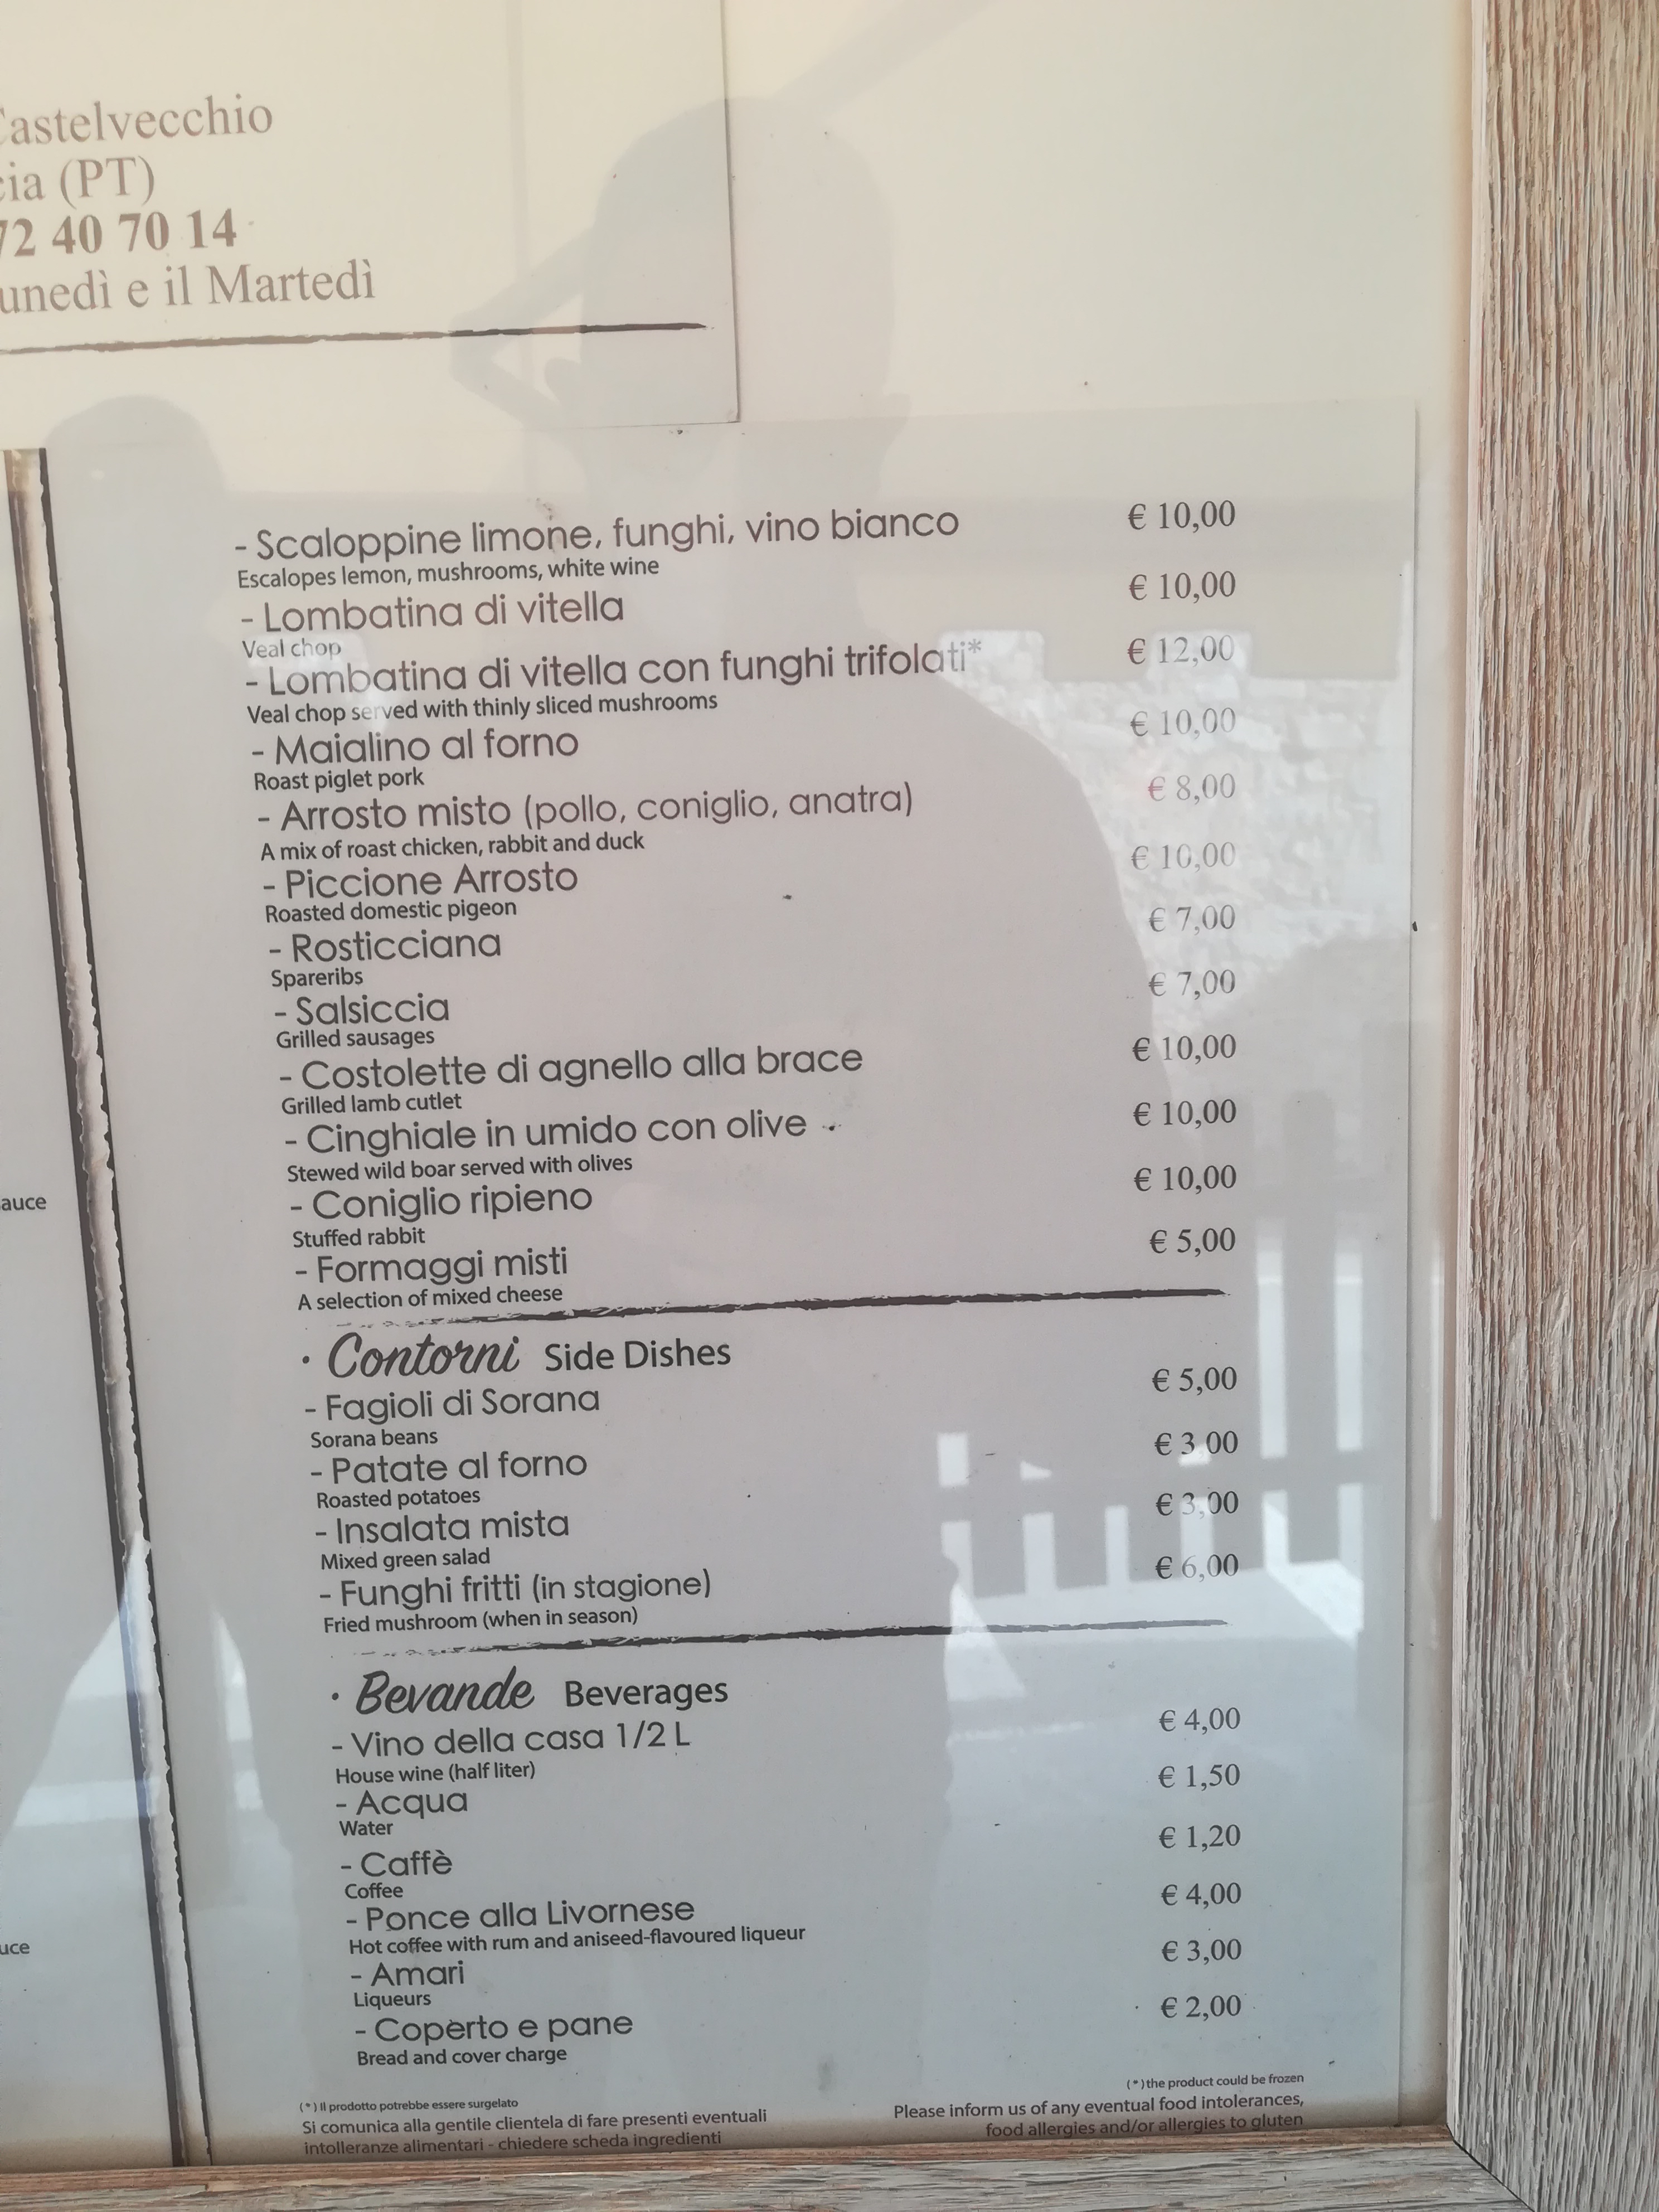 astelvecchio
cia (PT)
72 40 70 14
unedì e il Martedì
- Scaloppine limone, funghi, vino bianco € 10,00
Escalopes lemon, mushrooms, white wine
- Lombatina di vitella € 10,00
Veal chop
- Lombatina di vitella con funghi trifolati* € 12,00
Veal chop served with thinly sliced mushrooms
- Maialino al forno € 10,00
Roast piglet pork
- Arrosto misto (pollo, coniglio, anatra) € 8,00
A mix of roast chicken, rabbit and duck
- Piccione Arrosto € 10,00
Roasted domestic pigeon
- Rosticciana € 7,00
Spareribs
- Salsiccia € 7,00
Grilled sausages
- Costolette di agnello alla brace € 10,00
Grilled lamb cutlet
- Cinghiale in umido con olive € 10,00
Stewed wild boar served with olives
- Coniglio ripieno € 10,00
Stuffed rabbit
- Formaggi misti € 5,00
A selection of mixed cheese
· Contorni Side Dishes
- Fagioli di Sorana € 5,00
Sorana beans
- Patate al forno € 3 00
Roasted potatoes
- Insalata mista € 3,00
Mixed green salad
- Funghi fritti (in stagione) € 6,00
Fried mushroom (when in season)
· Bevande Beverages
- Vino della casa 1/2 L € 4,00
House wine (half liter)
- Acqua € 1,50
Water
- Caffè € 1,20
Coffee
- Ponce alla Livornese € 4,00
Hot coffee with rum and aniseed-flavoured liqueur
- Amari € 3,00
Liqueurs
- Coperto e pane € 2,00
Bread and cover charge
(*) Il prodotto potrebbe essere surgelato
Si comunica alla gentile clientela di fare presenti eventuali
intolleranze alimentari - chiedere scheda ingredienti
(*) the product could be frozen
Please inform us of any eventual food intolerances,
food allergies and/or allergies to gluten
auce
uce